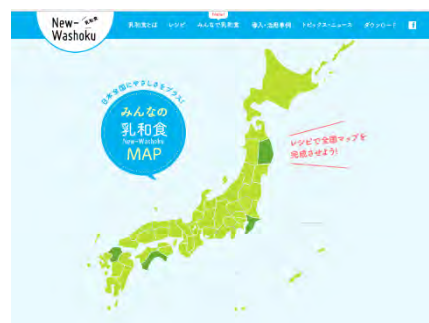 New-乳和食
Washoku
乳和食とは レシピ みんなで乳和食 導入・活用事例 トピックス・ニュース ダウンロード
日本全国にやさしさをプラス!
みんなの
乳和食
New-Washoku
MAP
レシピで全国マップを
完成させよう!